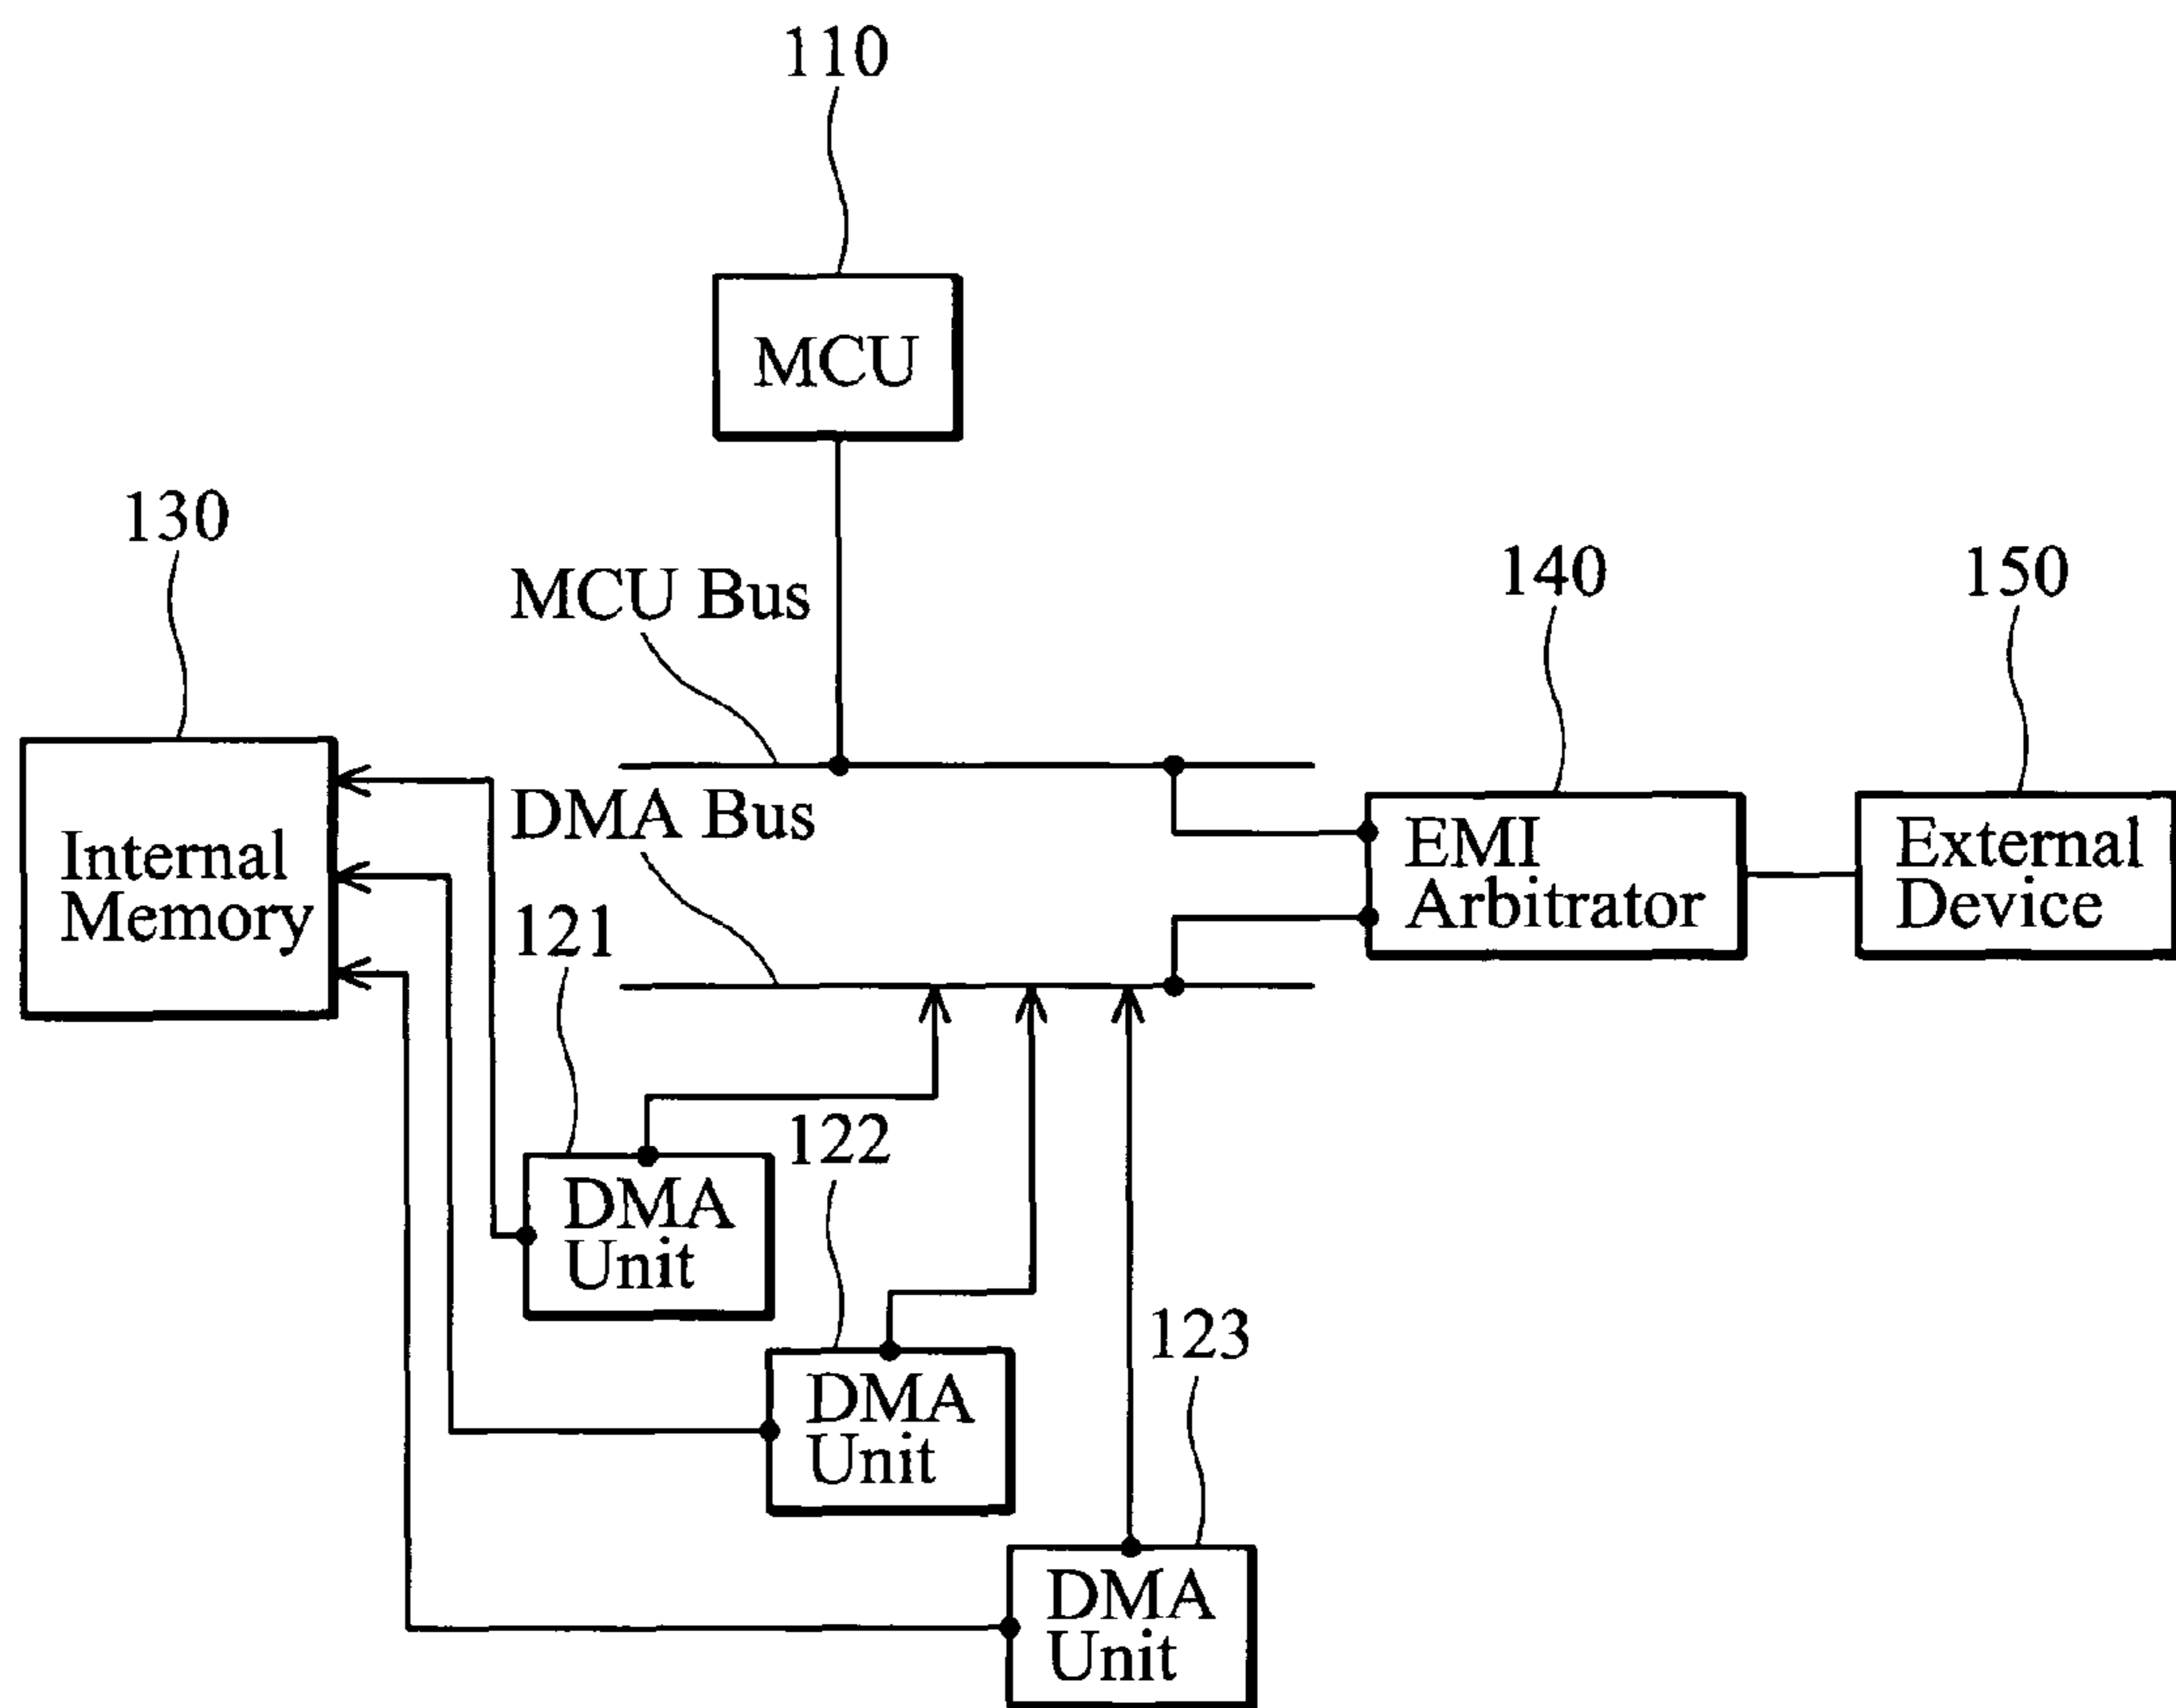 110
MCU
130
MCU Bus
140
150
DMA Bus
Internal
Memory
EMI
Arbitrator
External
Device
121
122
DMA
Unit
123
DMA
Unit
DMA
Unit